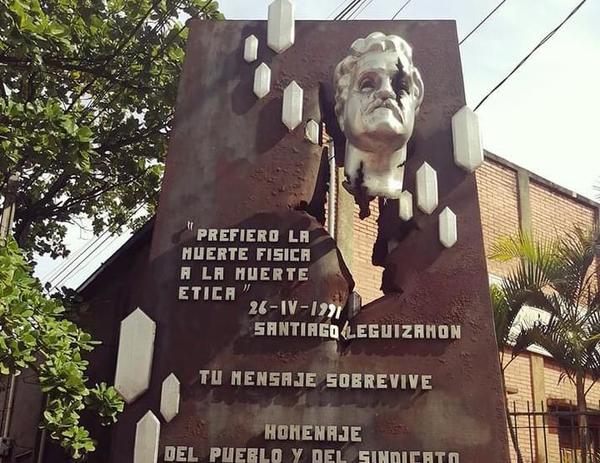 "PREFIERO LA
MUERTE FISICA
A LA MUERTE
ETICA"
26-IV-1991
SANTIAGO LEGUIZAMON
TU MENSAJE SOBREVIVE
HOMENAJE
DEL PUEBLO Y DEL SINDICATO